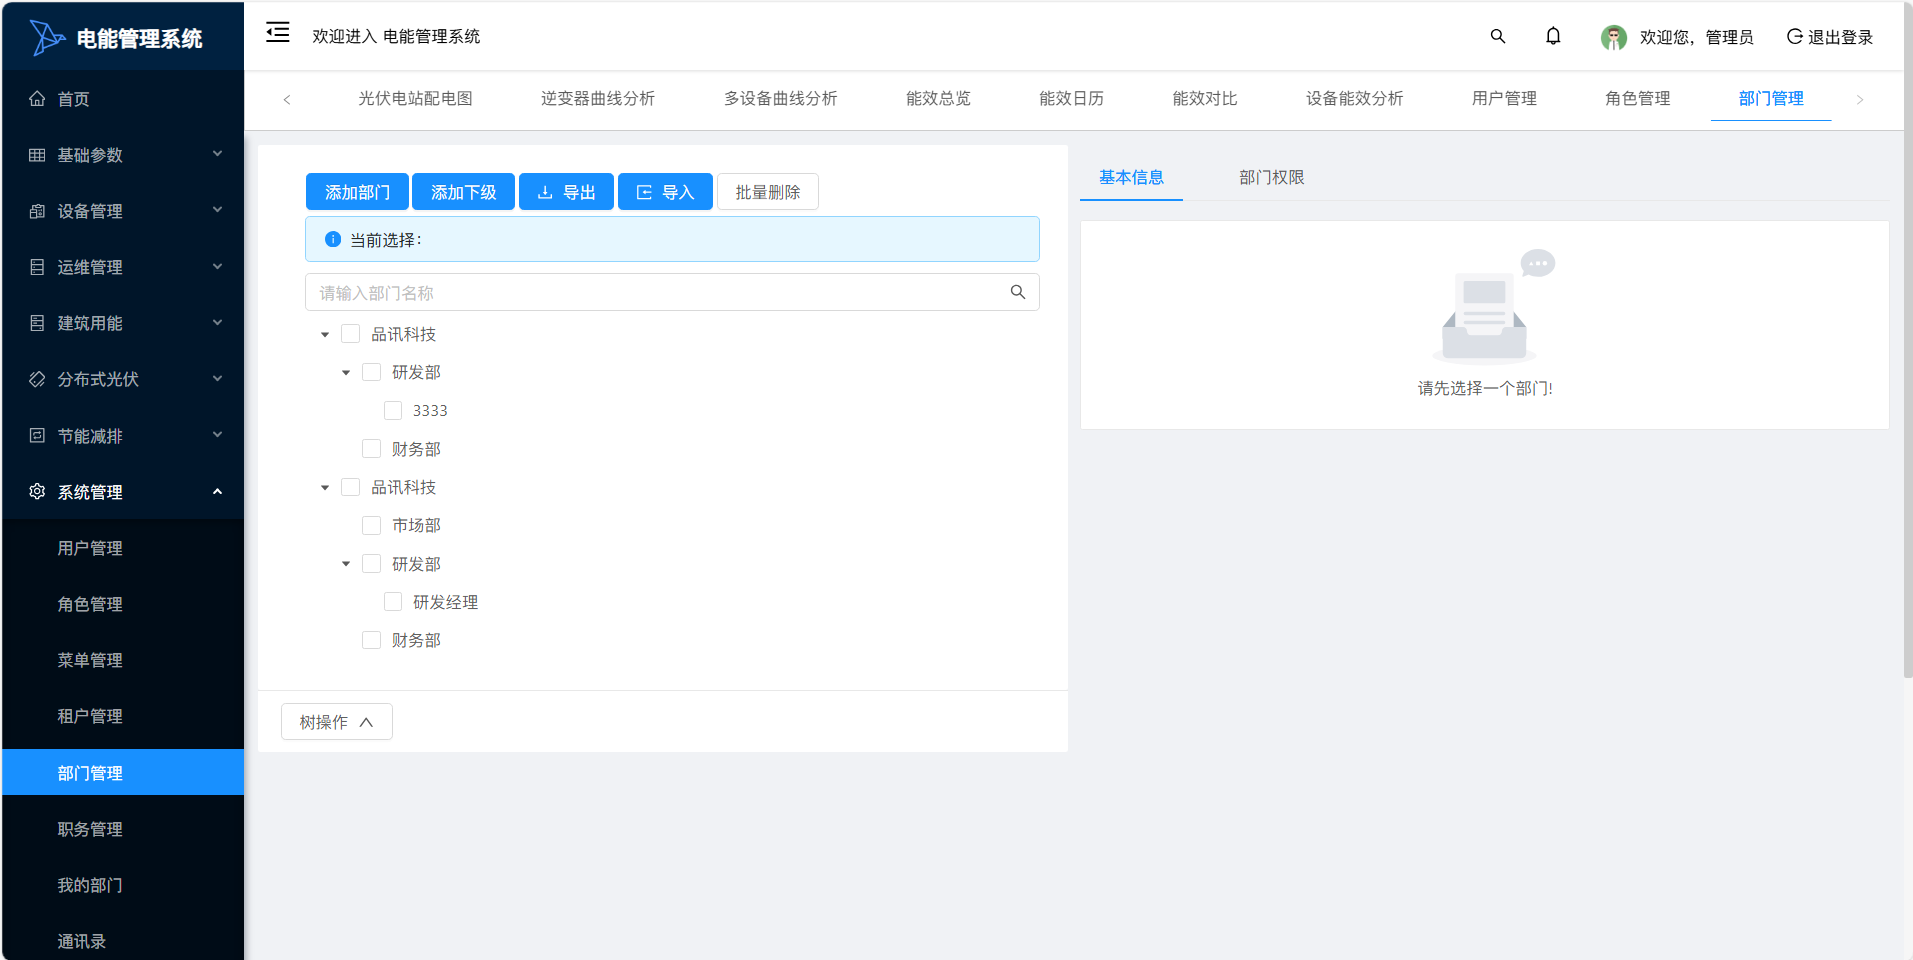 电能管理系统
欢迎进入 电能管理系统
欢迎您，管理员
退出登录
首页
基础参数
设备管理
运维管理
建筑用能
分布式光伏
节能减排
系统管理
用户管理
角色管理
菜单管理
租户管理
部门管理
职务管理
我的部门
通讯录
光伏电站配电图
逆变器曲线分析
多设备曲线分析
能效总览
能效日历
能效对比
设备能效分析
用户管理
角色管理
部门管理
添加部门
添加下级
导出
导入
批量删除
当前选择：
请输入部门名称
品讯科技
研发部
3333
财务部
品讯科技
市场部
研发部
研发经理
财务部
树操作
基本信息
部门权限
请先选择一个部门!